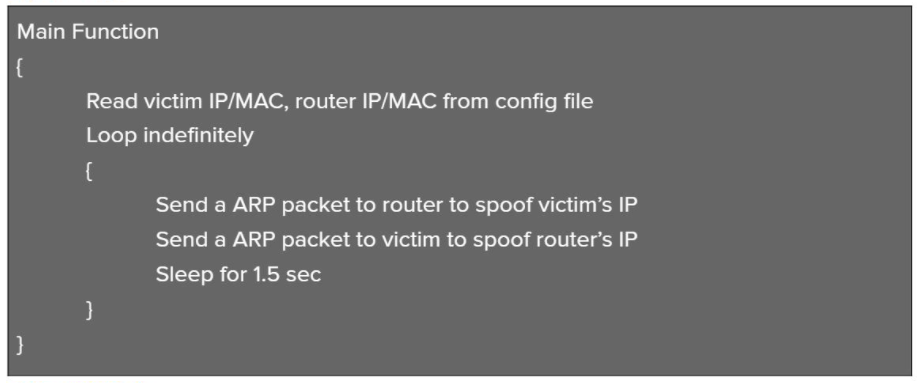 Main Function
{
Read victim IP/MAC, router IP/MAC from config file
Loop indefinitely
{
Send a ARP packet to router to spoof victim's IP
Send a ARP packet to victim to spoof router's IP
Sleep for 1.5 sec
}
}